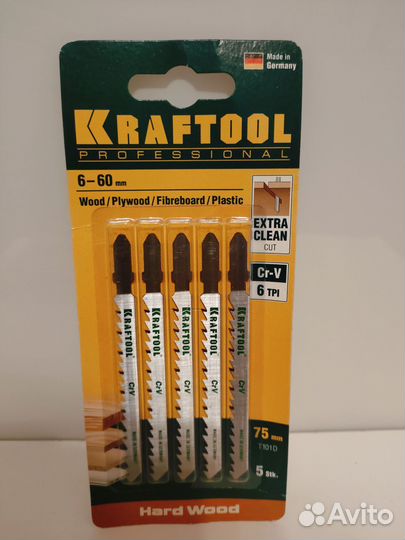 Made in
Germany
KRAFTOOL
PROFESSIONAL
6–60 mm
Wood/Plywood/Fibreboard/Plastic
EXTRA
CLEAN
CUT
Cr-V
6 TPI
KRAFTOOL CrV
KRAFTOOL CrV
KRAFTOOL CrV
KRAFTOOL CrV
KRAFTOOL CrV
75 mm
T101D
5 Stk.
Hard Wood
Avito